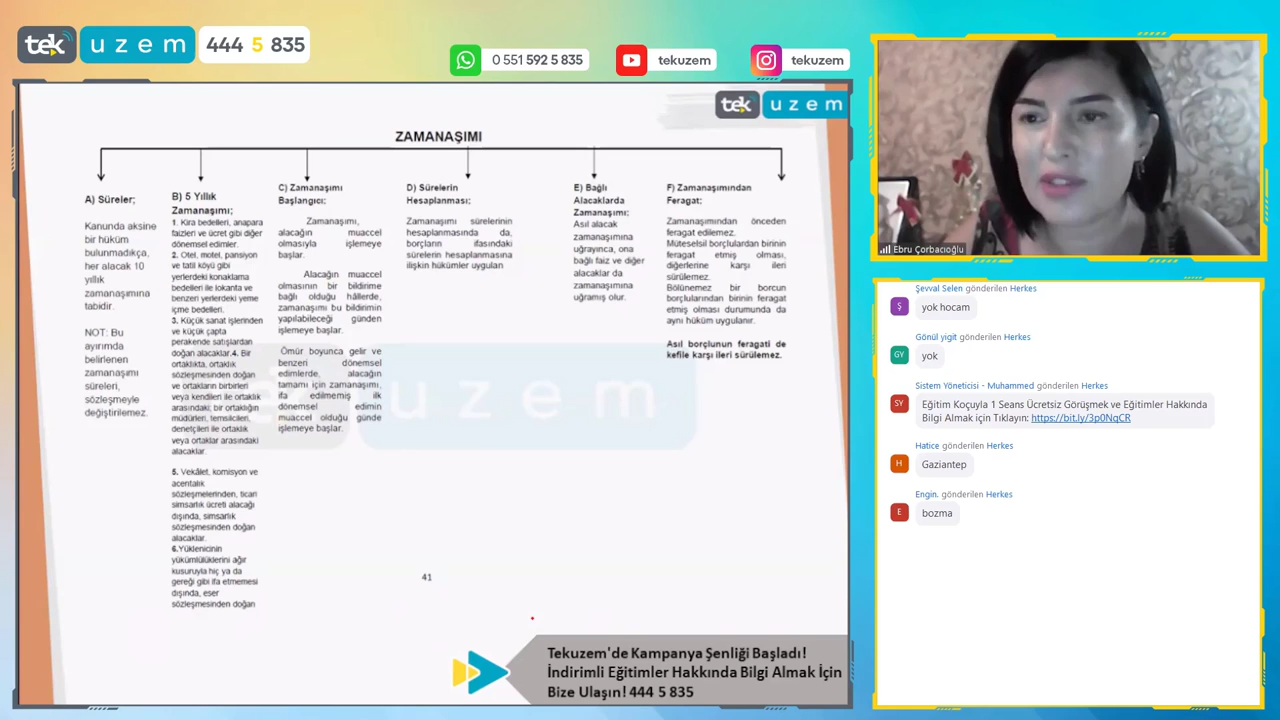 tek
uzem
444 5 835
0 551 592 5 835
tekuzem
tekuzem
tek
uzem
ZAMANAŞIMI
A) Süreler;
Kanunda aksine
bir hüküm
bulunmadıkça,
her alacak 10
yıllık
zamanaşımına
tabidir.
NOT: Bu
ayırımda
belirlenen
zamanaşımı
süreleri,
sözleşmeyle
değiştirilemez.
B) 5 Yıllık
Zamanaşımı;
1. Kira bedelleri, anapara
faizleri ve ücret gibi diğer
dönemsel edimler.
2. Otel, motel, pansiyon
ve tatil köyü gibi
yerlerdeki konaklama
bedelleri ile lokanta ve
benzeri yerlerdeki yeme
içme bedelleri.
3. Küçük sanat işlerinden
ve küçük çapta
perakende satışlardan
doğan alacaklar.4. Bir
ortaklıkta, ortaklık
sözleşmesinden doğan
ve ortakların birbirleri
veya kendileri ile ortaklık
arasındaki; bir ortaklığın
müdürleri, temsilcileri,
denetçileri ile ortaklık
veya ortaklar arasındaki
alacaklar.
5. Vekâlet, komisyon ve
acentalık
sözleşmelerinden, ticari
simsarlık ücreti alacağı
dışında, simsarlık
sözleşmesinden doğan
alacaklar.
6.Yüklenicinin
yükümlülüklerini ağır
kusuruyla hiç ya da
gereği gibi ifa etmemesi
dışında, eser
sözleşmesinden doğan
C) Zamanaşımı
Başlangıcı;
Zamanaşımı,
alacağın muaccel
olmasıyla işlemeye
başlar.
Alacağın muaccel
olmasının bir bildirime
bağlı olduğu hâllerde,
zamanaşımı bu bildirimin
yapılabileceği günden
işlemeye başlar.
Ömür boyunca gelir ve
benzeri dönemsel
edimlerde, alacağın
tamamı için zamanaşımı,
ifa edilmemiş ilk
dönemsel edimin
muaccel olduğu günde
işlemeye başlar.
D) Sürelerin
Hesaplanması;
Zamanaşımı sürelerinin
hesaplanmasında da,
borçların ifasındaki
sürelerin hesaplanmasına
ilişkin hükümler uygulan
E) Bağlı
Alacaklarda
Zamanaşımı:
Asıl alacak
zamanaşımına
uğrayınca, ona
bağlı faiz ve diğer
alacaklar da
zamanaşımına
uğramış olur.
F) Zamanaşımından
Feragat;
Zamanaşımından önceden
feragat edilemez.
Müteselsil borçlulardan birinin
feragat etmiş olması,
diğerlerine karşı ileri
sürülemez.
Bölünemez bir borcun
borçlularından birinin feragat
etmiş olması durumunda da
aynı hüküm uygulanır.
Asıl borçlunun feragati de
kefile karşı ileri sürülemez.
uzem
41
Tekuzem'de Kampanya Şenliği Başladı!
İndirimli Eğitimler Hakkında Bilgi Almak İçin
Bize Ulaşın! 444 5 835
Ebru Çorbacıoğlu
Şevval Selen gönderilen Herkes
Ş
yok hocam
Gönül yigit gönderilen Herkes
GY
yok
Sistem Yöneticisi - Muhammed gönderilen Herkes
SY
Eğitim Koçuyla 1 Seans Ücretsiz Görüşmek ve Eğitimler Hakkında
Bilgi Almak için Tıklayın: https://bit.ly/3p0NqCR
Hatice gönderilen Herkes
H
Gaziantep
Engin. gönderilen Herkes
E
bozma